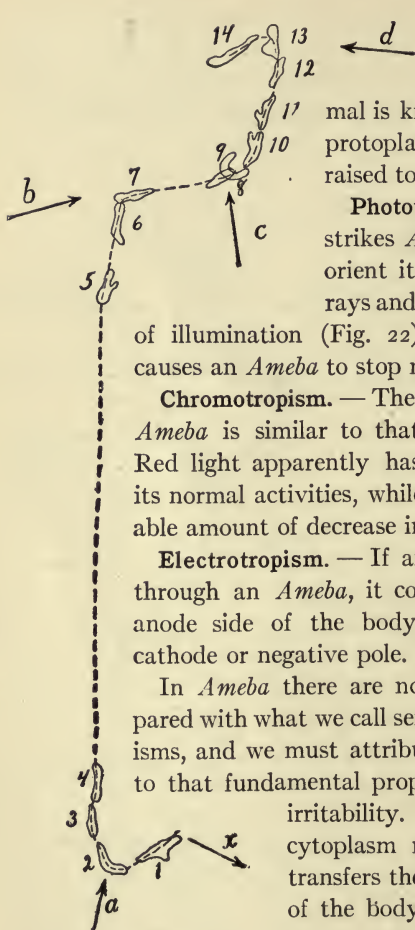 14 13 d
12
11 mal is k
10 protopla
9
8 raised to
7
b
6 c
Photo
strikes A
orient it
5 rays and
of illumination (Fig. 22)
causes an Ameba to stop
Chromotropism. — The
Ameba is similar to that
Red light apparently has
its normal activities, while
able amount of decrease in
Electrotropism. — If a
through an Ameba, it co
anode side of the body
cathode or negative pole.
In Ameba there are no
pared with what we call se
isms, and we must attribu
4 to that fundamental prop
3 irritability.
x cytoplasm
2 1 transfers the
a of the body